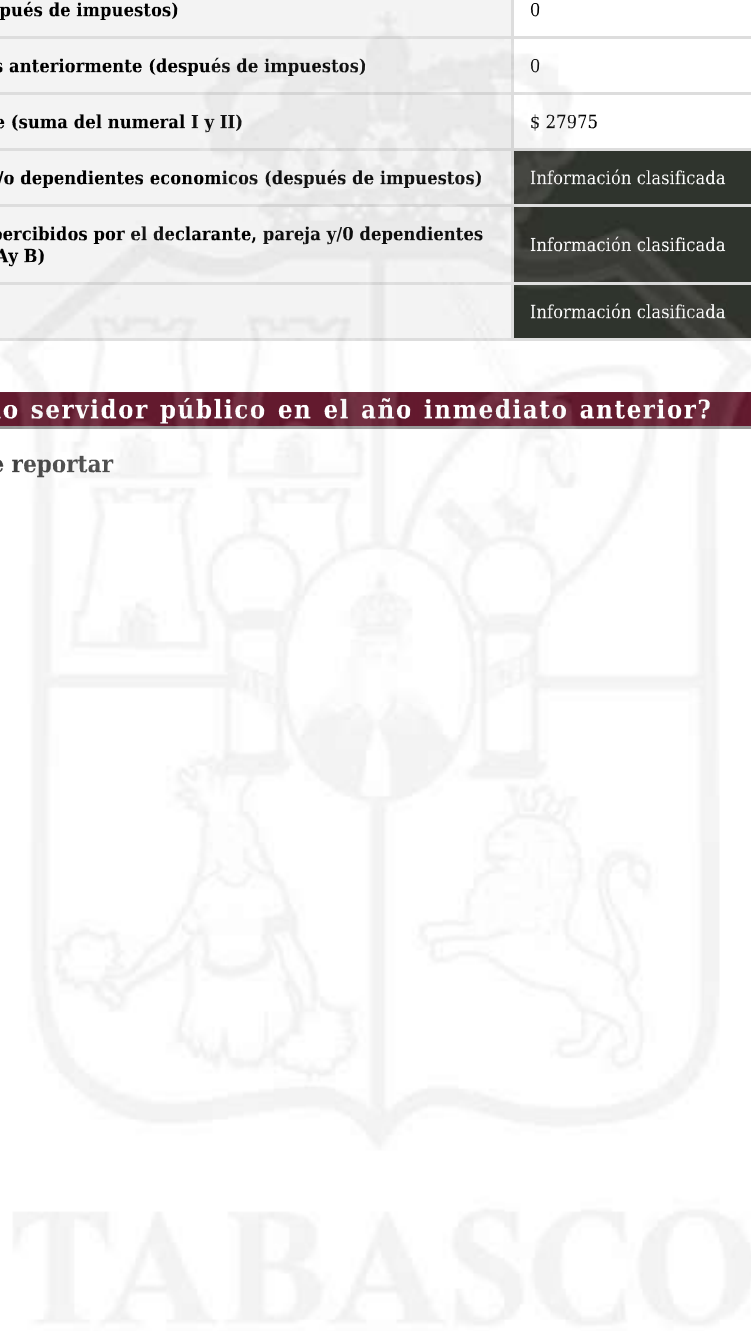 pués de impuestos) 0
s anteriormente (después de impuestos) 0
e (suma del numeral I y II) $ 27975
/o dependientes economicos (después de impuestos) Información clasificada
percibidos por el declarante, pareja y/0 dependientes
Ay B) Información clasificada
Información clasificada
o servidor público en el año inmediato anterior?
e reportar
TABASCO